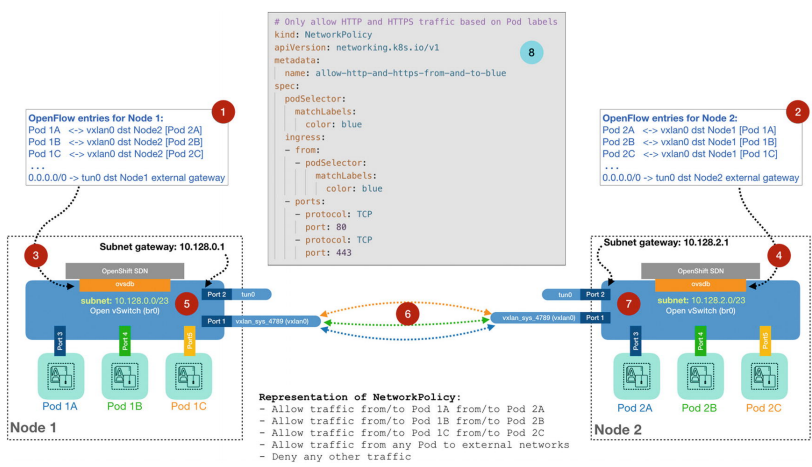 # Only allow HTTP and HTTPS traffic based on Pod labels
kind: NetworkPolicy
apiVersion: networking.k8s.io/v1
metadata:
name: allow-http-and-https-from-and-to-blue
spec:
podSelector:
matchLabels:
color: blue
ingress:
- from:
- podSelector:
matchLabels:
color: blue
- ports:
- protocol: TCP
port: 80
- protocol: TCP
port: 443
8
1
OpenFlow entries for Node 1:
Pod 1A <-> vxlan0 dst Node2 [Pod 2A]
Pod 1B <-> vxlan0 dst Node2 [Pod 2B]
Pod 1C <-> vxlan0 dst Node2 [Pod 2C]
...
0.0.0.0/0 -> tun0 dst Node1 external gateway
2
OpenFlow entries for Node 2:
Pod 2A <-> vxlan0 dst Node1 [Pod 1A]
Pod 2B <-> vxlan0 dst Node1 [Pod 1B]
Pod 2C <-> vxlan0 dst Node1 [Pod 1C]
...
0.0.0.0/0 -> tun0 dst Node2 external gateway
3
Subnet gateway: 10.128.0.1
OpenShift SDN
ovsdb
subnet: 10.128.0.0/23
Open vSwitch (br0)
5
Port 2
tun0
Port 1
vxlan_sys_4789 (vxlan0)
Port 3
Port 4
Port5
Pod 1A
Pod 1B
Pod 1C
Node 1
6
Subnet gateway: 10.128.2.1
4
OpenShift SDN
ovsdb
tun0
Port 2
7
subnet: 10.128.2.0/23
Open vSwitch (br0)
vxlan_sys_4789 (vxlan0)
Port 1
Port 3
Port 4
Port5
Pod 2A
Pod 2B
Pod 2C
Node 2
Representation of NetworkPolicy:
- Allow traffic from/to Pod 1A from/to Pod 2A
- Allow traffic from/to Pod 1B from/to Pod 2B
- Allow traffic from/to Pod 1C from/to Pod 2C
- Allow traffic from any Pod to external networks
- Deny any other traffic